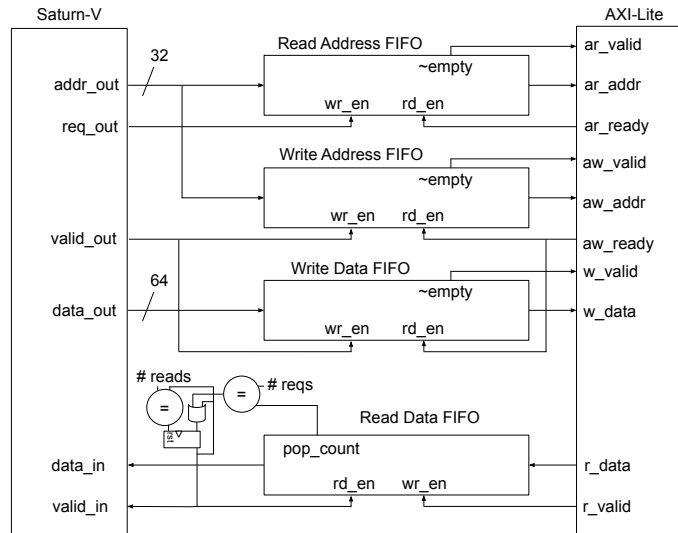 Saturn-V
AXI-Lite
Read Address FIFO
ar_valid
32
~empty
addr_out
ar_addr
wr_en
rd_en
req_out
ar_ready
Write Address FIFO
aw_valid
~empty
aw_addr
wr_en
rd_en
valid_out
aw_ready
64
Write Data FIFO
w_valid
~empty
data_out
w_data
wr_en
rd_en
# reads
=
=
# reqs
Read Data FIFO
rst
pop_count
data_in
r_data
rd_en
wr_en
valid_in
r_valid